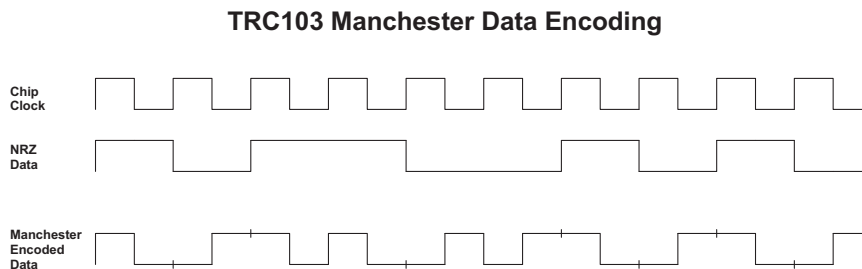 TRC103 Manchester Data Encoding
Chip
Clock
NRZ
Data
Manchester
Encoded
Data